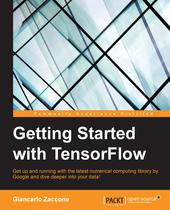 Community Experience Distilled
Getting Started
with TensorFlow
Get up and running with the latest numerical computing library by
Google and dive deeper into your data!
Giancarlo Zaccone
PACKT
open source
PUBLISHING